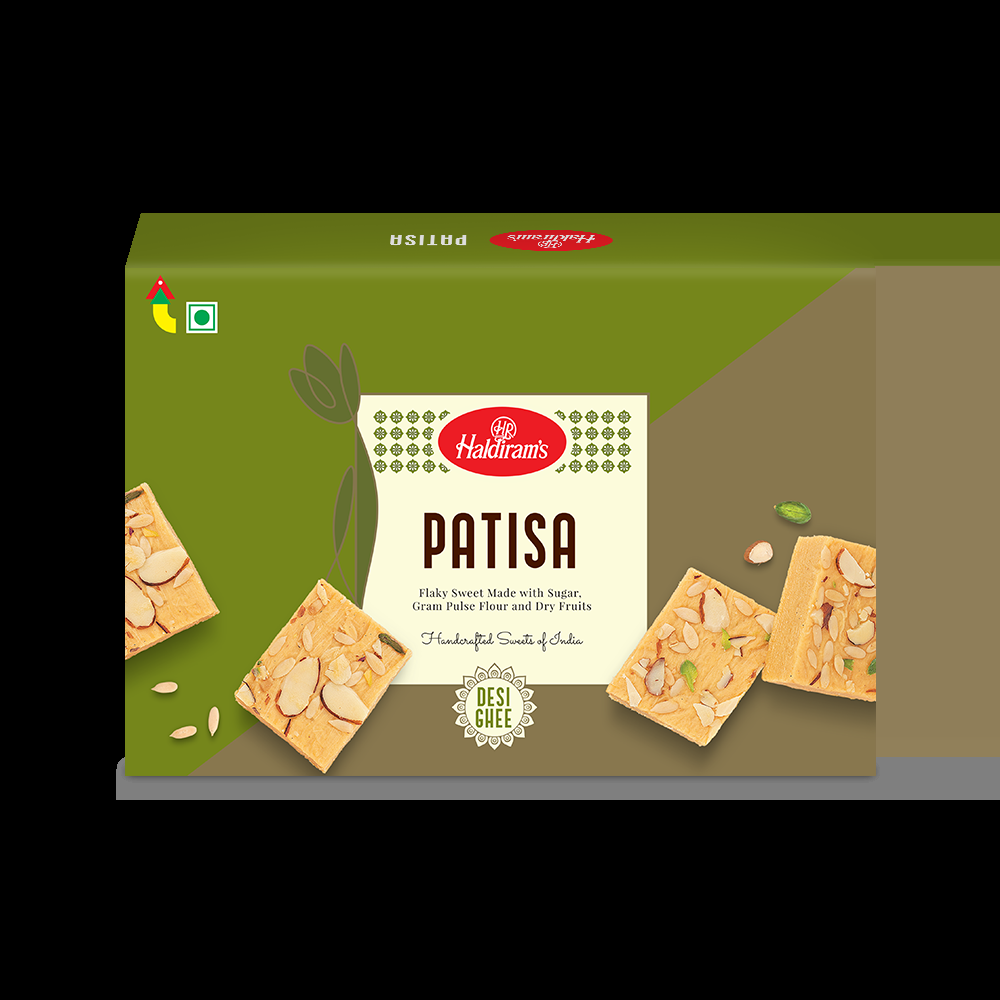 PATISA
Haldiram's
HR
HR
Haldiram's
PATISA
Flaky Sweet Made with Sugar,
Gram Pulse Flour and Dry Fruits
Handcrafted Sweets of India
DESI
GHEE